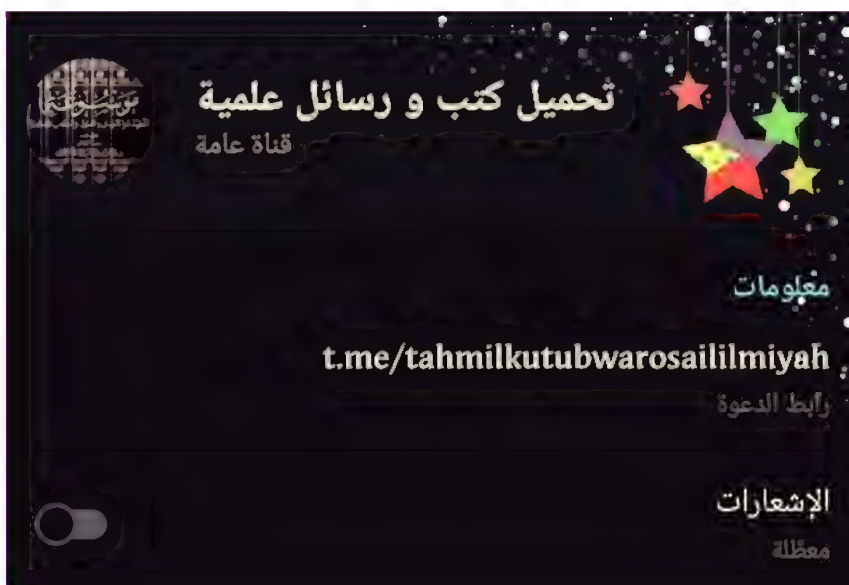 تحميل كتب و رسائل علمية
قناة عامة
معلومات
t.me/tahmilkutubwarosaililmiyah
رابط الدعوة
الإشعارات
معطلة